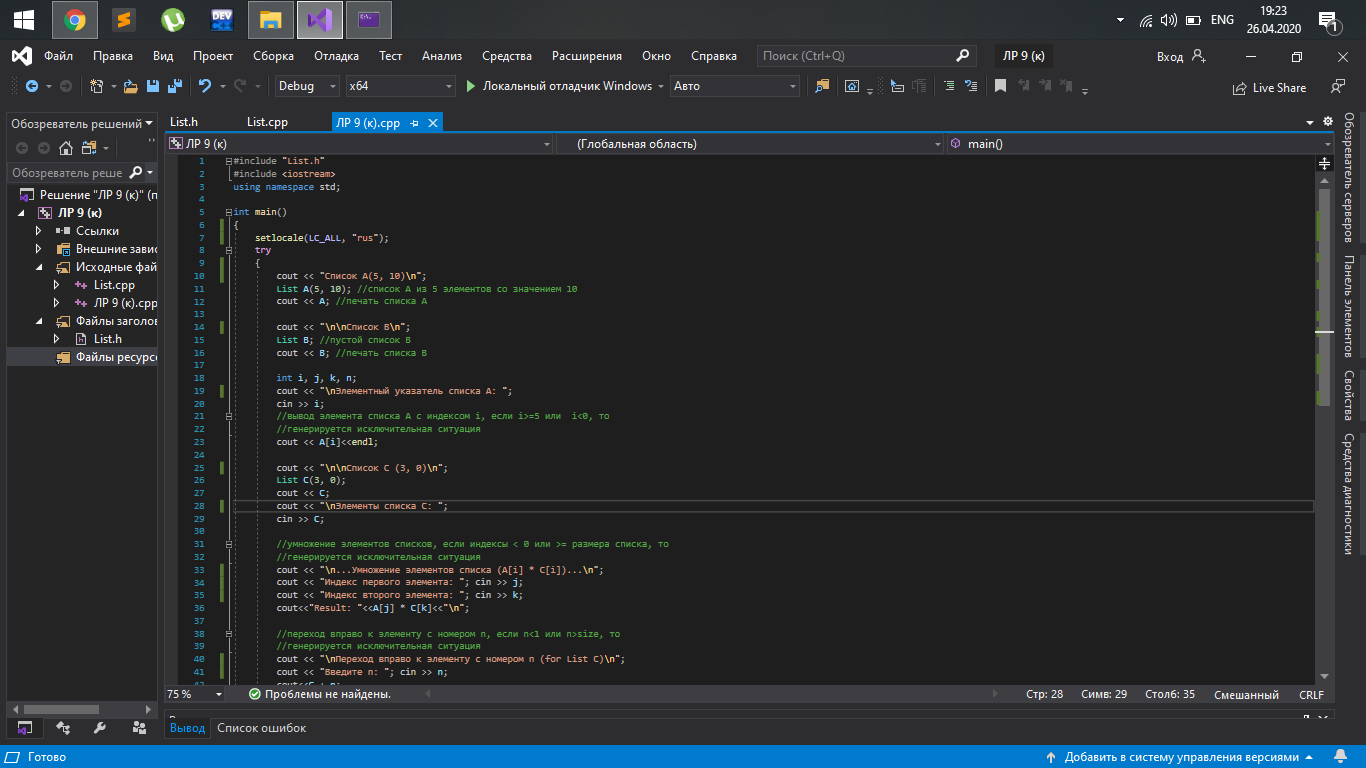 19:23
ENG
26.04.2020
1
DEV
Файл Правка Вид Проект Сборка Отладка Тест Анализ Средства Расширения Окно Справка Поиск (Ctrl+Q) ЛР 9 (к) Вход
Debug x64 Локальный отладчик Windows Авто Live Share
Обозреватель решений
Обозреватель реше
Решение "ЛР 9 (к)" (п
ЛР 9 (к)
Ссылки
Внешние завис
Исходные фай
List.cpp
ЛР 9 (к).cpp
Файлы заголов
List.h
Файлы ресурсо
List.h List.cpp ЛР 9 (к).cpp
ЛР 9 (к) (Глобальная область) main()
1 #include "List.h"
2 #include <iostream>
3 using namespace std;
4
5 int main()
6 {
7 setlocale(LC_ALL, "rus");
8 try
9 {
10 cout << "Список A(5, 10)\n";
11 List A(5, 10); //список A из 5 элементов со значением 10
12 cout << A; //печать списка A
13
14 cout << "\n\nСписок B\n";
15 List B; //пустой список B
16 cout << B; //печать списка B
17
18 int i, j, k, n;
19 cout << "\nЭлементный указатель списка A: ";
20 cin >> i;
21 //вывод элемента списка A с индексом i, если i>=5 или  i<0, то
22 //генерируется исключительная ситуация
23 cout << A[i]<<endl;
24
25 cout << "\n\nСписок C (3, 0)\n";
26 List C(3, 0);
27 cout << C;
28 cout << "\nЭлементы списка C: ";
29 cin >> C;
30
31 //умножение элементов списков, если индексы < 0 или >= размера списка, то
32 //генерируется исключительная ситуация
33 cout << "\n...Умножение элементов списка (A[i] * C[i])...\n";
34 cout << "Индекс первого элемента: "; cin >> j;
35 cout << "Индекс второго элемента: "; cin >> k;
36 cout<<"Result: "<<A[j] * C[k]<<"\n";
37
38 //переход вправо к элементу с номером n, если n<1 или n>size, то
39 //генерируется исключительная ситуация
40 cout << "\nПереход вправо к элементу с номером n (for List C)\n";
41 cout << "Введите n: "; cin >> n;
75 % Проблемы не найдены. Стр: 28 Симв: 29 Столб: 35 Смешанный CRLF
Вывод Список ошибок
Обозреватель серверов
Панель элементов
Свойства
Средства диагностики
Готово Добавить в систему управления версиями